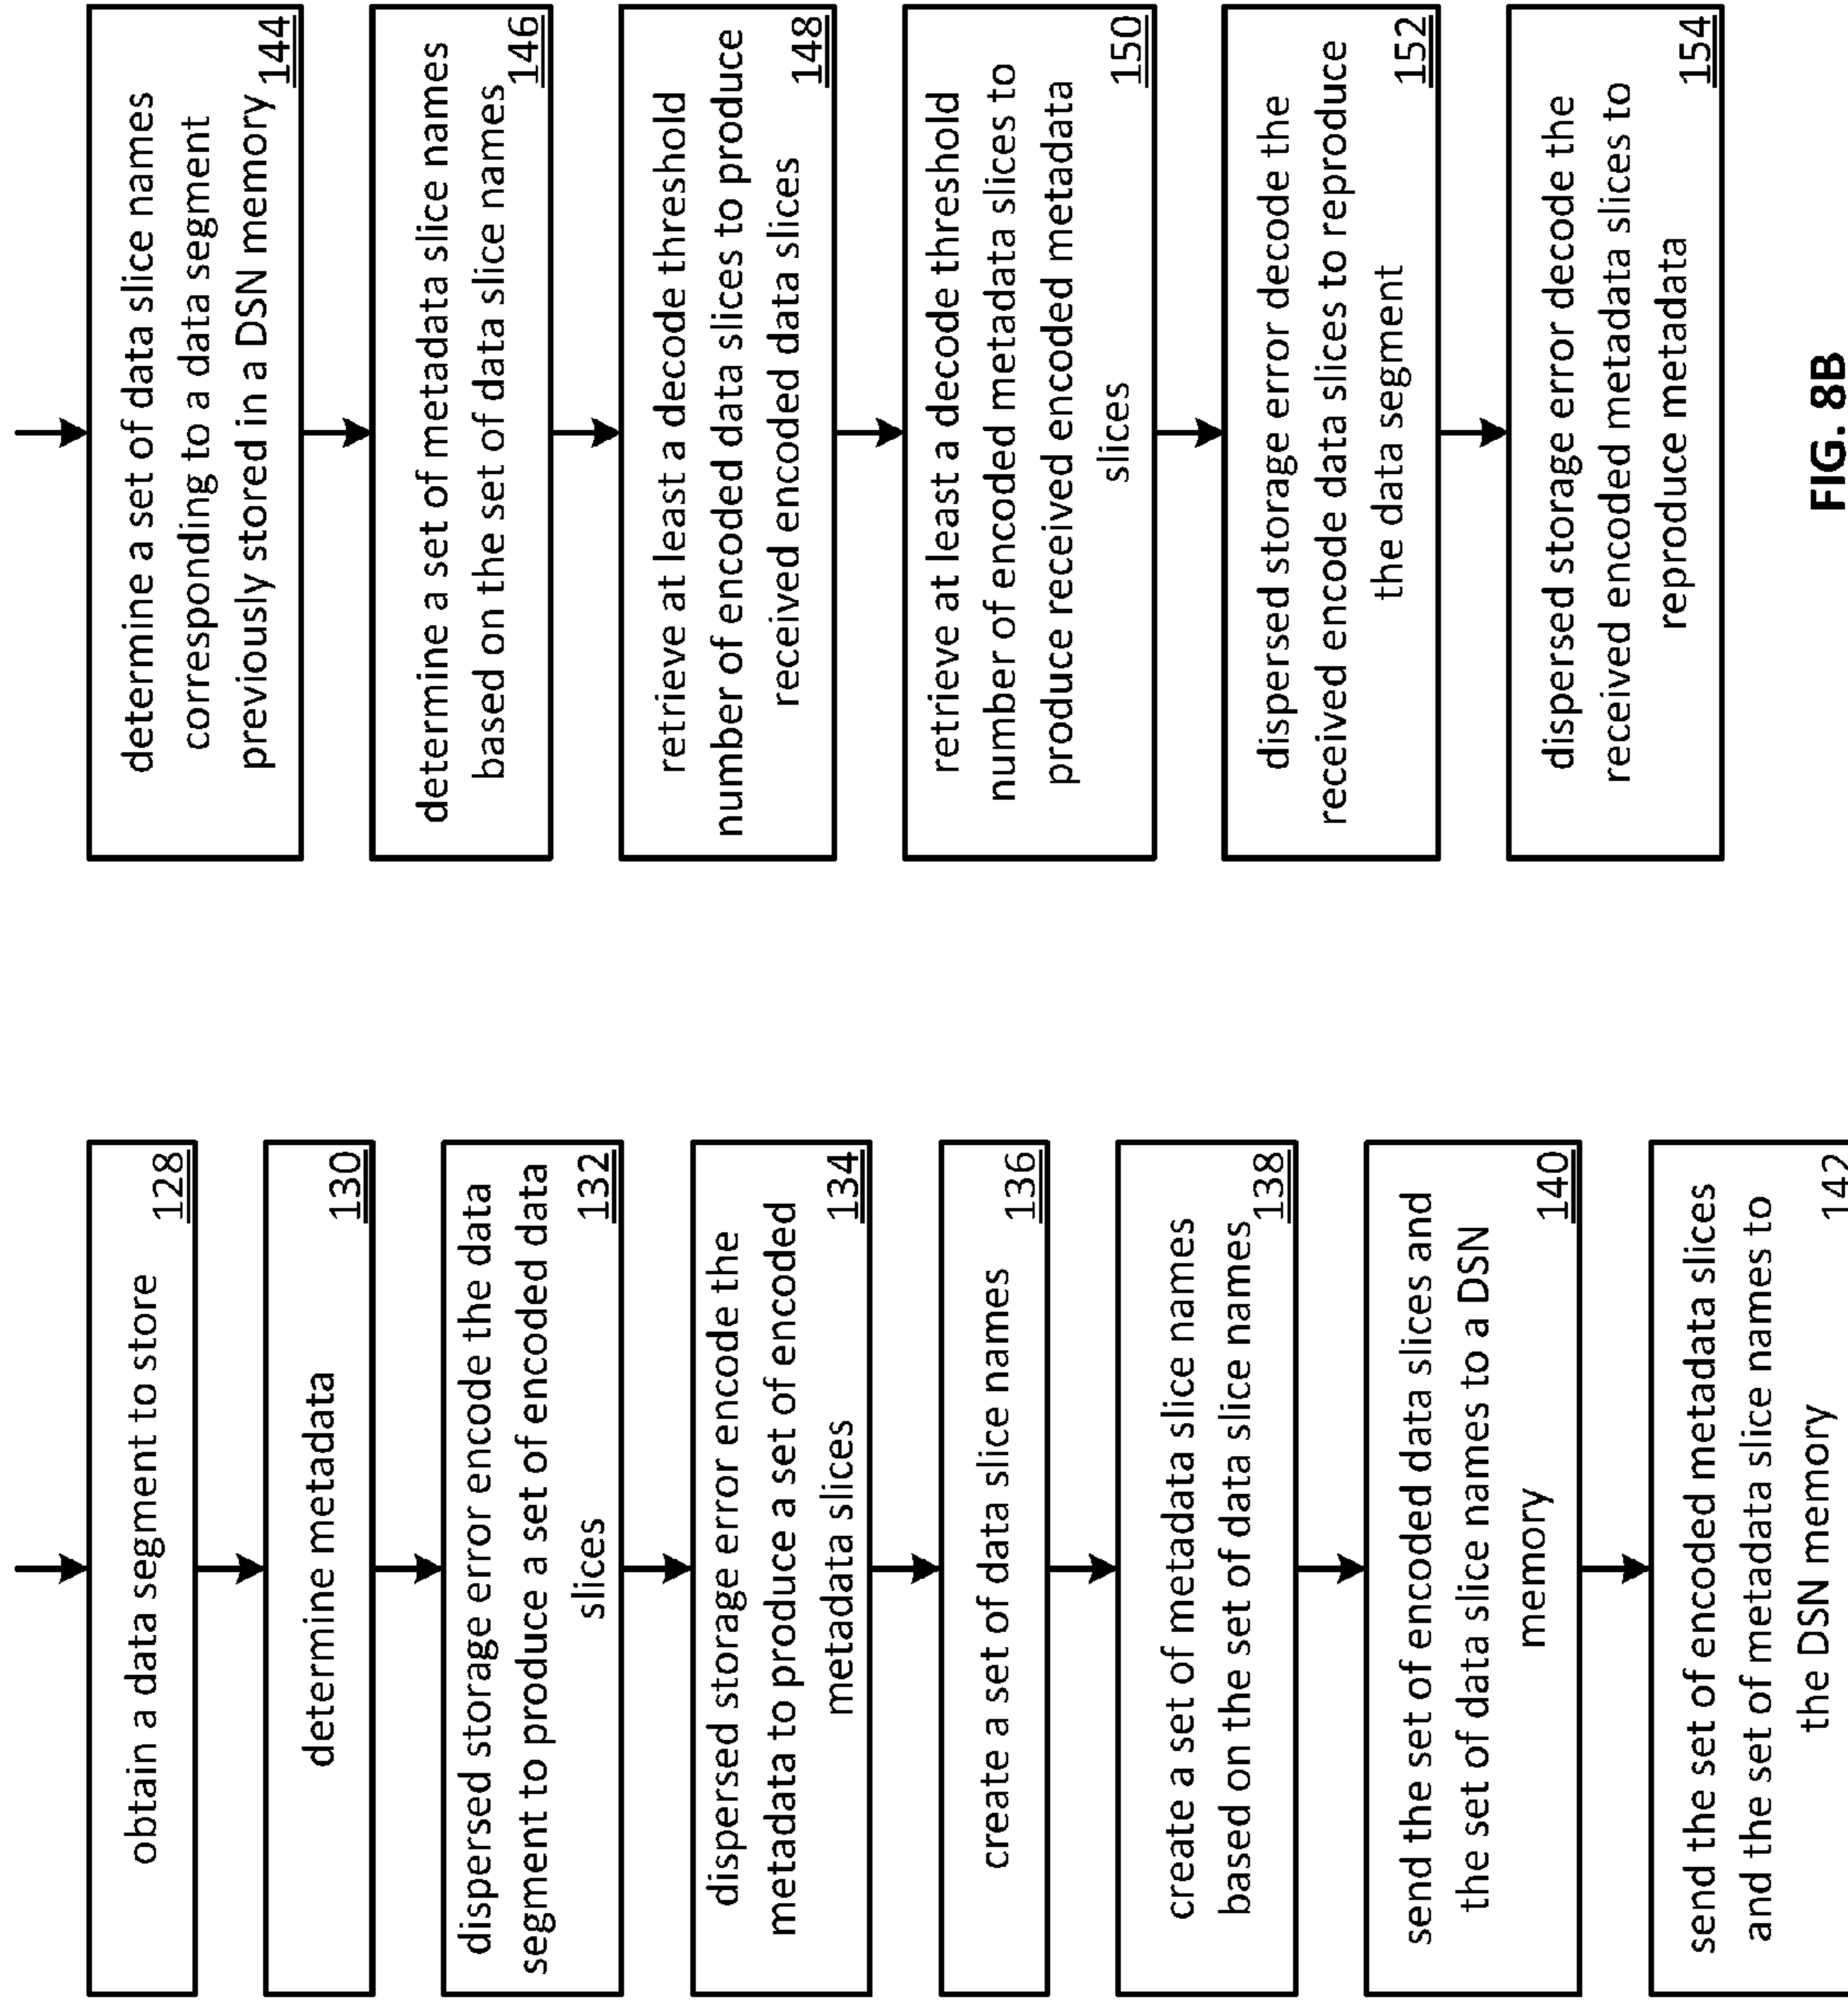 obtain a data segment to store
128
determine metadata
130
dispersed storage error encode the data
segment to produce a set of encoded data
slices
132
dispersed storage error encode the
metadata to produce a set of encoded
metadata slices
134
create a set of data slice names
136
create a set of metadata slice names
based on the set of data slice names
138
send the set of encoded data slices and
the set of data slice names to a DSN
memory
140
send the set of encoded metadata slices
and the set of metadata slice names to
the DSN memory
142
determine a set of data slice names
corresponding to a data segment
previously stored in a DSN memory
144
determine a set of metadata slice names
based on the set of data slice names
146
retrieve at least a decode threshold
number of encoded data slices to produce
received encoded data slices
148
retrieve at least a decode threshold
number of encoded metadata slices to
produce received encoded metadata
slices
150
dispersed storage error decode the
received encode data slices to reproduce
the data segment
152
dispersed storage error decode the
received encoded metadata slices to
reproduce metadata
154
FIG. 8B